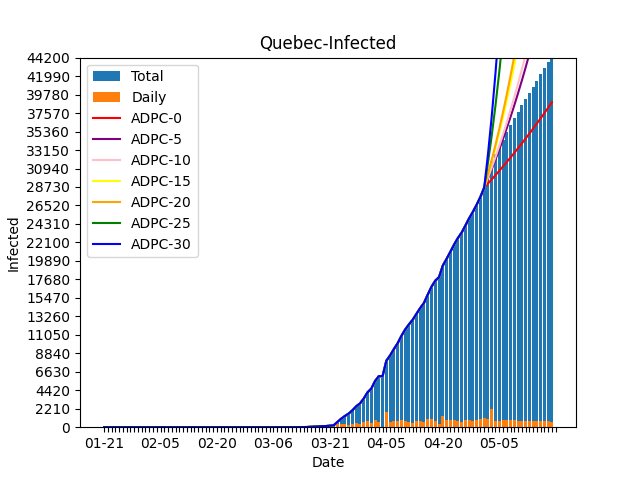 Quebec-Infected
44200
41990
39780
37570
35360
33150
30940
28730
26520
24310
22100
19890
17680
15470
13260
11050
8840
6630
4420
2210
0
Infected
Total
Daily
ADPC-0
ADPC-5
ADPC-10
ADPC-15
ADPC-20
ADPC-25
ADPC-30
01-21 02-05 02-20 03-06 03-21 04-05 04-20 05-05
Date